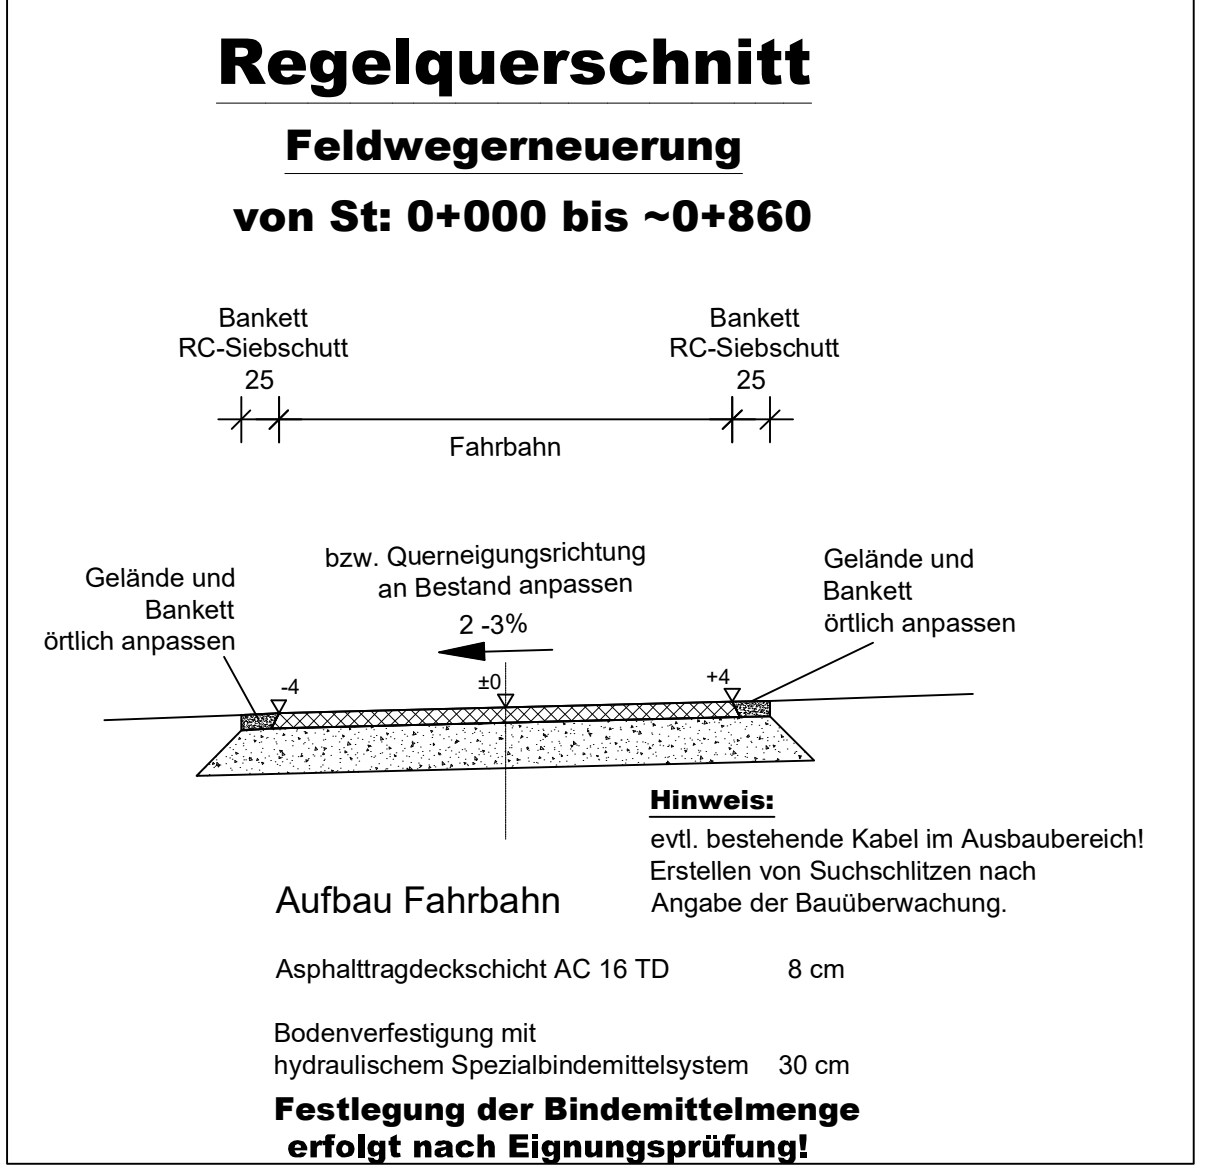 Regelquerschnitt
Feldwegerneuerung
von St: 0+000 bis ~0+860
Bankett
RC-Siebschutt
25
Bankett
RC-Siebschutt
25
Fahrbahn
Gelände und
Bankett
örtlich anpassen
bzw. Querneigungsrichtung
an Bestand anpassen
2 -3%
Gelände und
Bankett
örtlich anpassen
-4
±0
+4
Hinweis:
evtl. bestehende Kabel im Ausbaubereich!
Erstellen von Suchschlitzen nach
Angabe der Bauüberwachung.
Aufbau Fahrbahn
Asphalttragdeckschicht AC 16 TD 8 cm
Bodenverfestigung mit
hydraulischem Spezialbindemittelsystem 30 cm
Festlegung der Bindemittelmenge
erfolgt nach Eignungsprüfung!